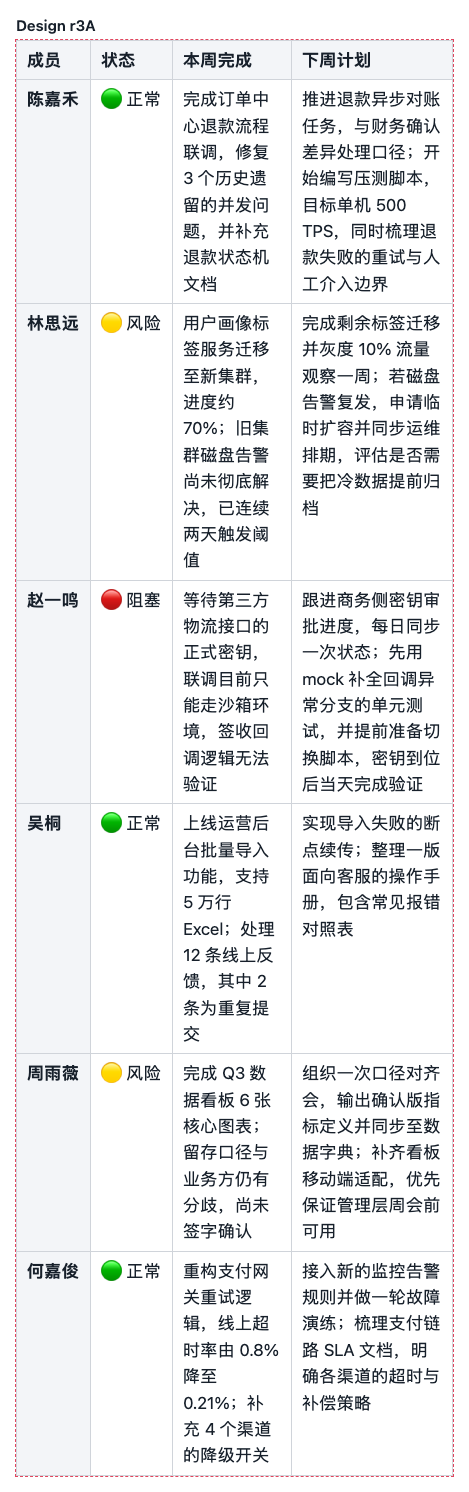 Design r3A
成员 状态 本周完成 下周计划
陈嘉禾 正常
完成订单中
心退款流程
联调，修复
3 个历史遗
留的并发问
题，并补充
退款状态机
文档
推进退款异步对账
任务，与财务确认
差异处理口径；开
始编写压测脚本，
目标单机 500
TPS，同时梳理退
款失败的重试与人
工介入边界
林思远 风险
用户画像标
签服务迁移
至新集群，
进度约
70%；旧集
群磁盘告警
尚未彻底解
决，已连续
两天触发阈
值
完成剩余标签迁移
并灰度 10% 流量
观察一周；若磁盘
告警复发，申请临
时扩容并同步运维
排期，评估是否需
要把冷数据提前归
档
赵一鸣 阻塞
等待第三方
物流接口的
正式密钥，
联调目前只
能走沙箱环
境，签收回
调逻辑无法
验证
跟进商务侧密钥审
批进度，每日同步
一次状态；先用
mock 补全回调异
常分支的单元测
试，并提前准备切
换脚本，密钥到位
后当天完成验证
吴桐 正常
上线运营后
台批量导入
功能，支持
5 万行
Excel；处理
12 条线上反
馈，其中 2
条为重复提
交
实现导入失败的断
点续传；整理一版
面向客服的操作手
册，包含常见报错
对照表
周雨薇 风险
完成 Q3 数
据看板 6 张
核心图表；
留存口径与
业务方仍有
分歧，尚未
签字确认
组织一次口径对齐
会，输出确认版指
标定义并同步至数
据字典；补齐看板
移动端适配，优先
保证管理层周会前
可用
何嘉俊 正常
重构支付网
关重试逻
辑，线上超
时率由 0.8%
降至
0.21%；补
充 4 个渠道
的降级开关
接入新的监控告警
规则并做一轮故障
演练；梳理支付链
路 SLA 文档，明
确各渠道的超时与
补偿策略